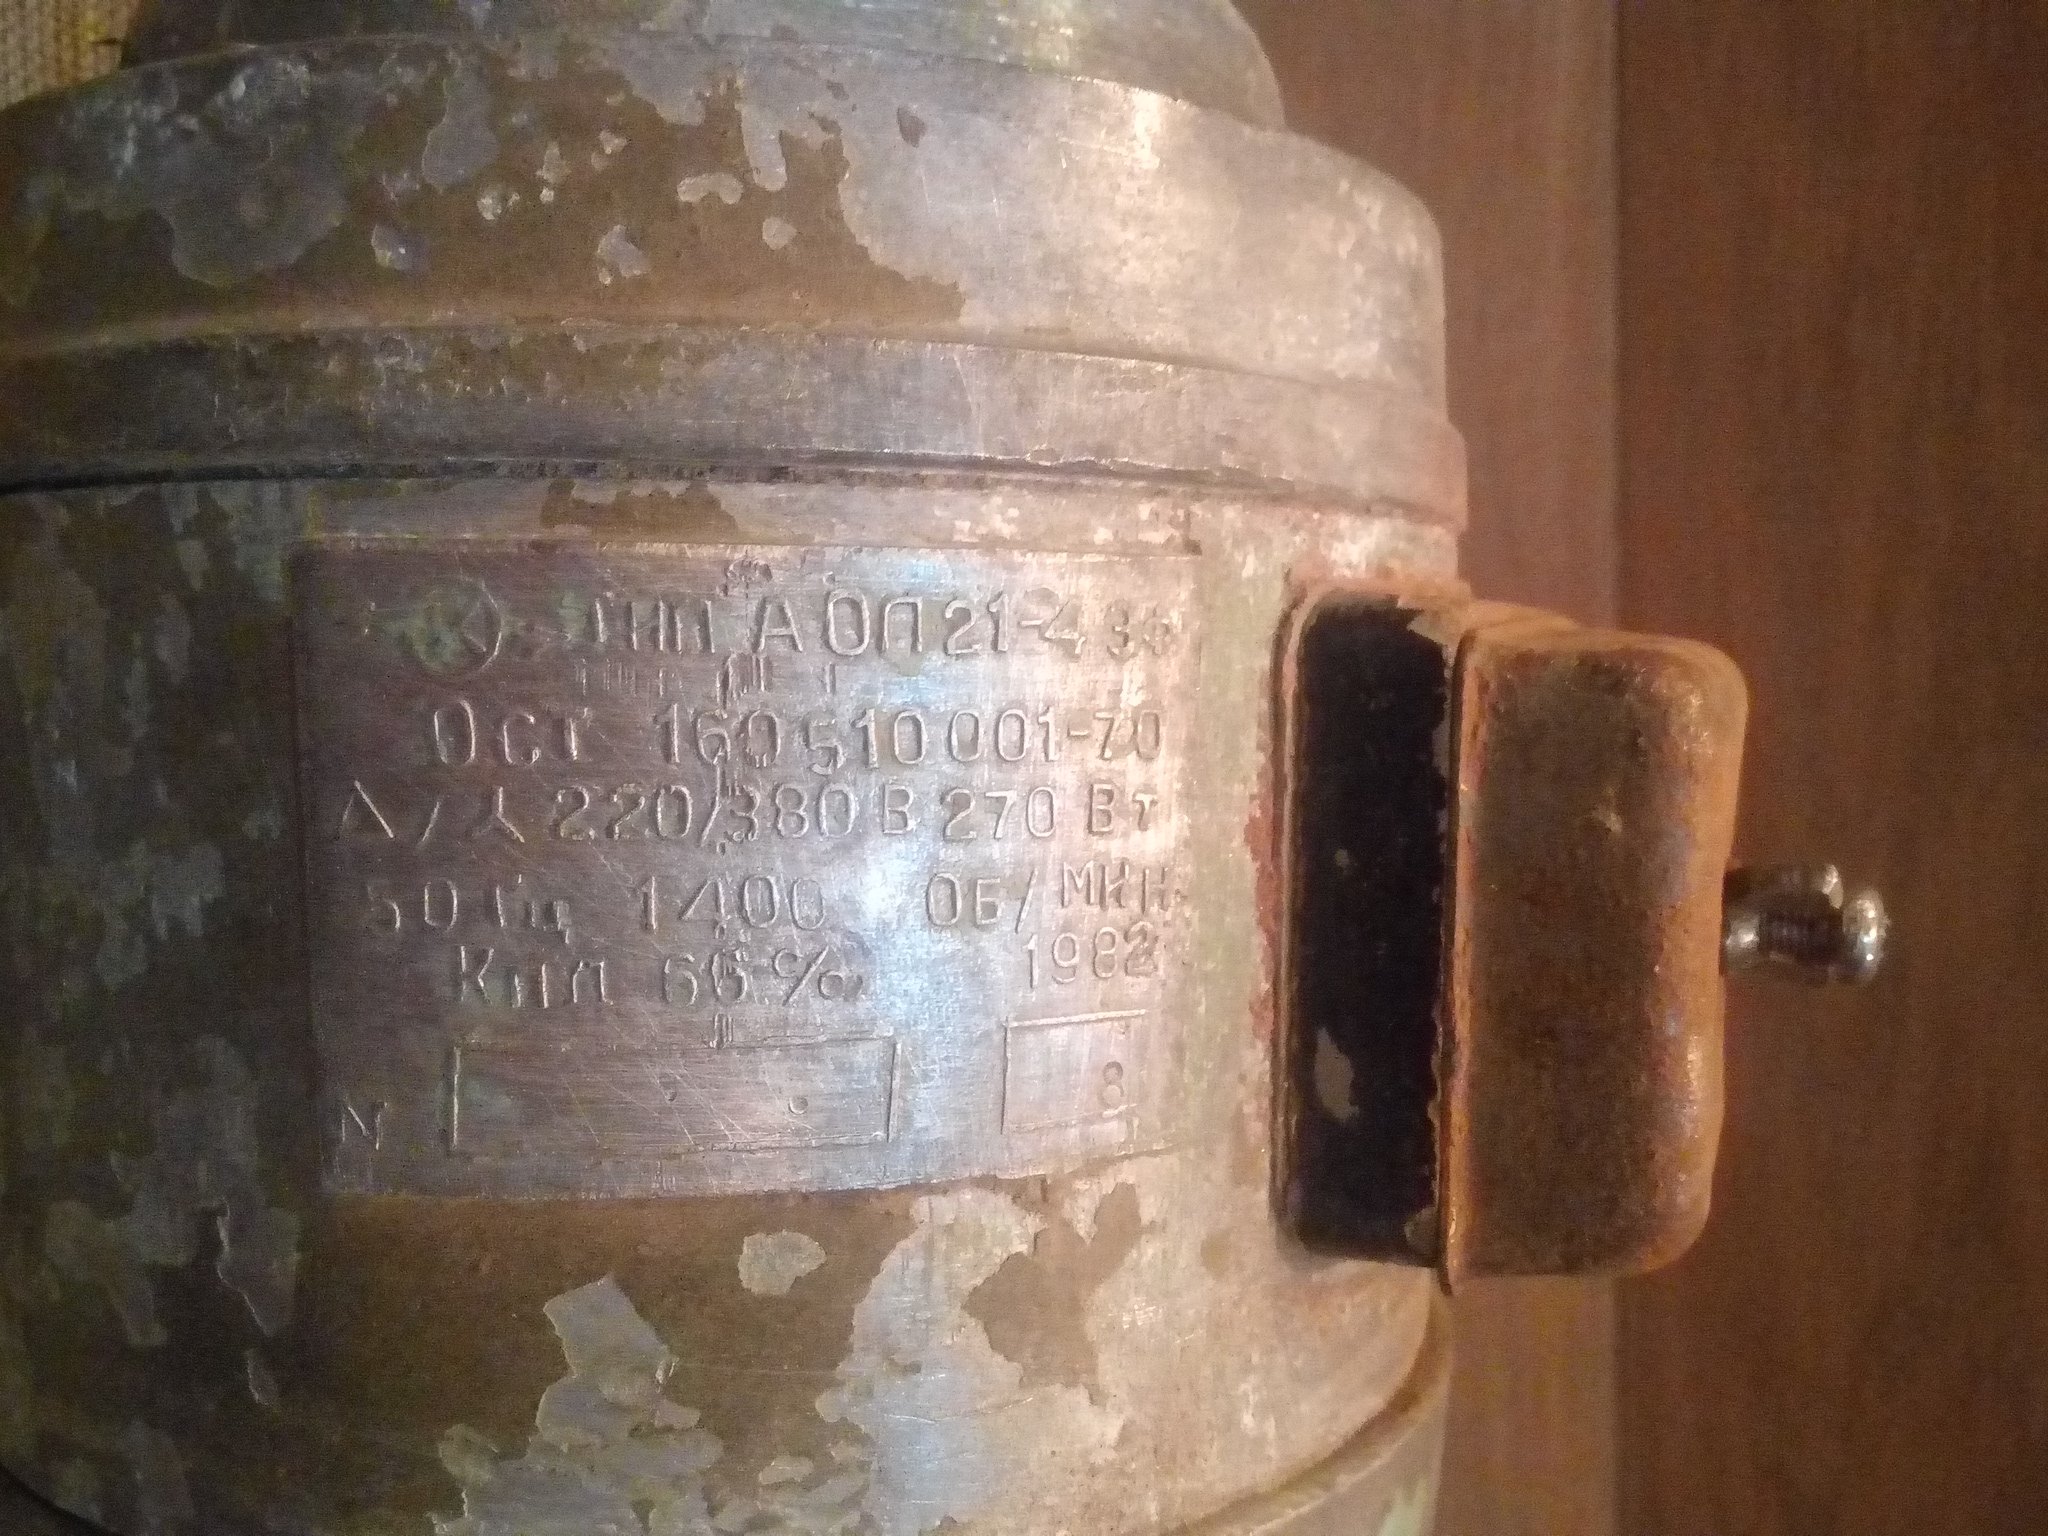 ТИП АОЛ 21-4 3Ф
ОСТ 160 510 001-70
Δ/⅄ 220/380 В 270 Вт
50 Гц 1400 ОБ/МИН
КПД 66 % 1982
N 8